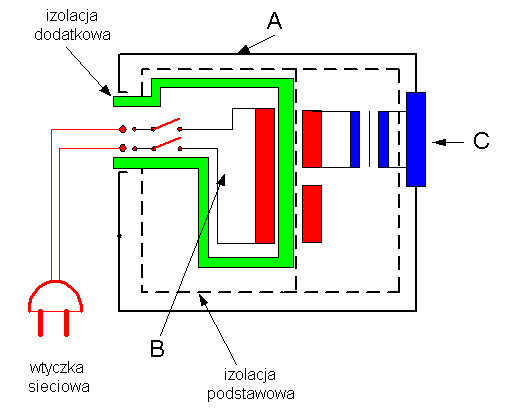 izolacja
dodatkowa
A
C
B
wtyczka
sieciowa
izolacja
podstawowa